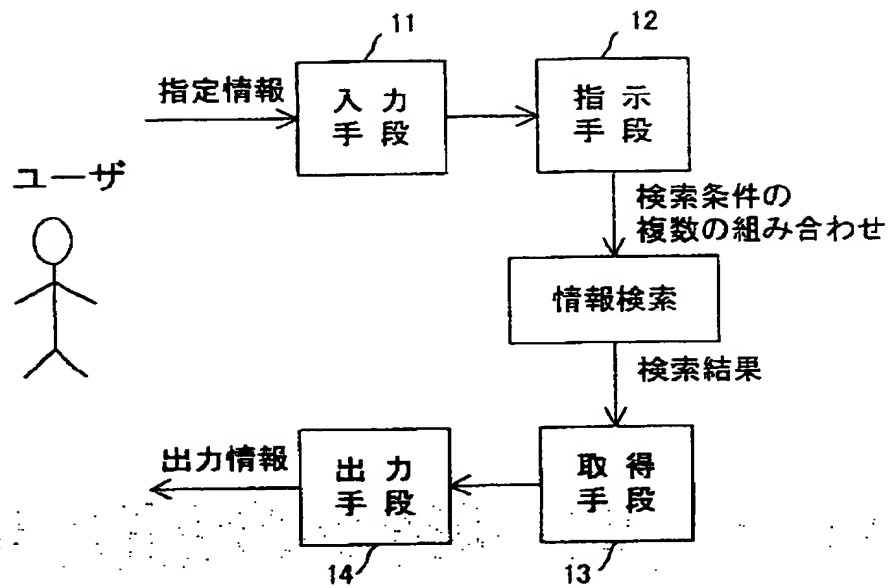 11
12
指定情報
入力
手段
指示
手段
ユーザ
検索条件の
複数の組み合わせ
情報検索
検索結果
出力情報
出力
手段
取得
手段
14
13